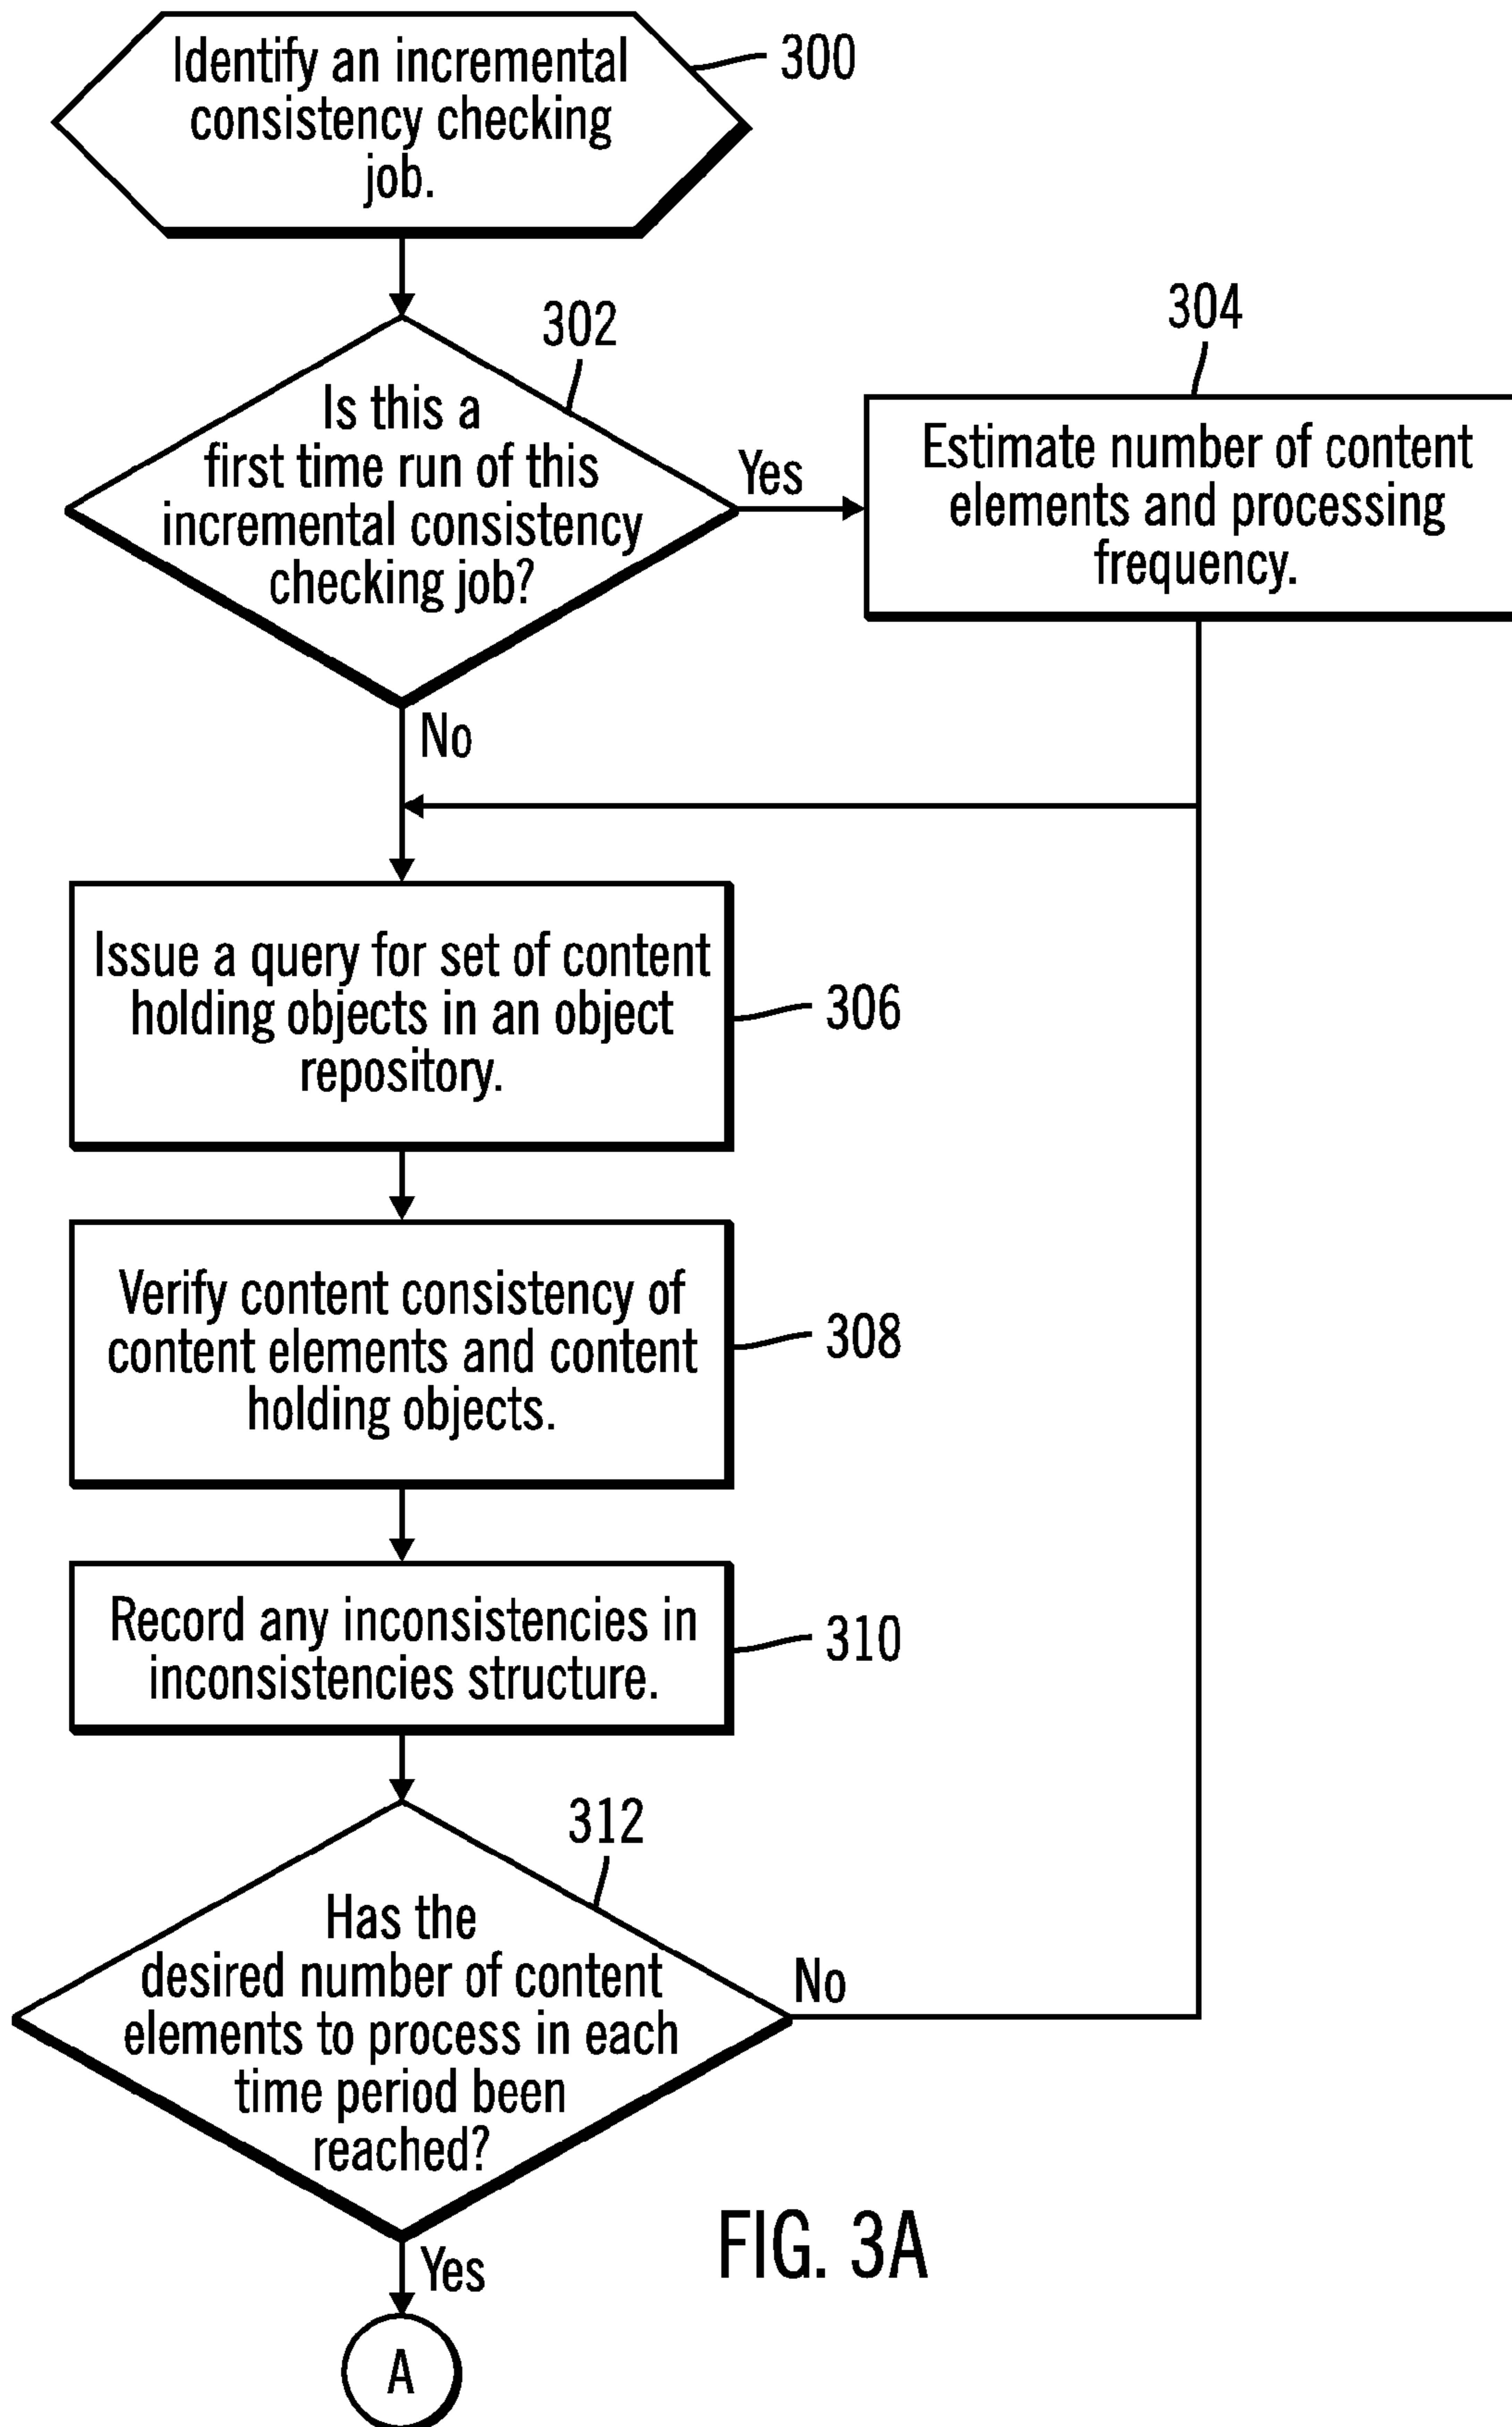 Identify an incremental
consistency checking
job.
300
302
Is this a
first time run of this
incremental consistency
checking job?
Yes
304
Estimate number of content
elements and processing
frequency.
No
Issue a query for set of content
holding objects in an object
repository.
306
Verify content consistency of
content elements and content
holding objects.
308
Record any inconsistencies in
inconsistencies structure.
310
312
Has the
desired number of content
elements to process in each
time period been
reached?
No
Yes
A
FIG. 3A